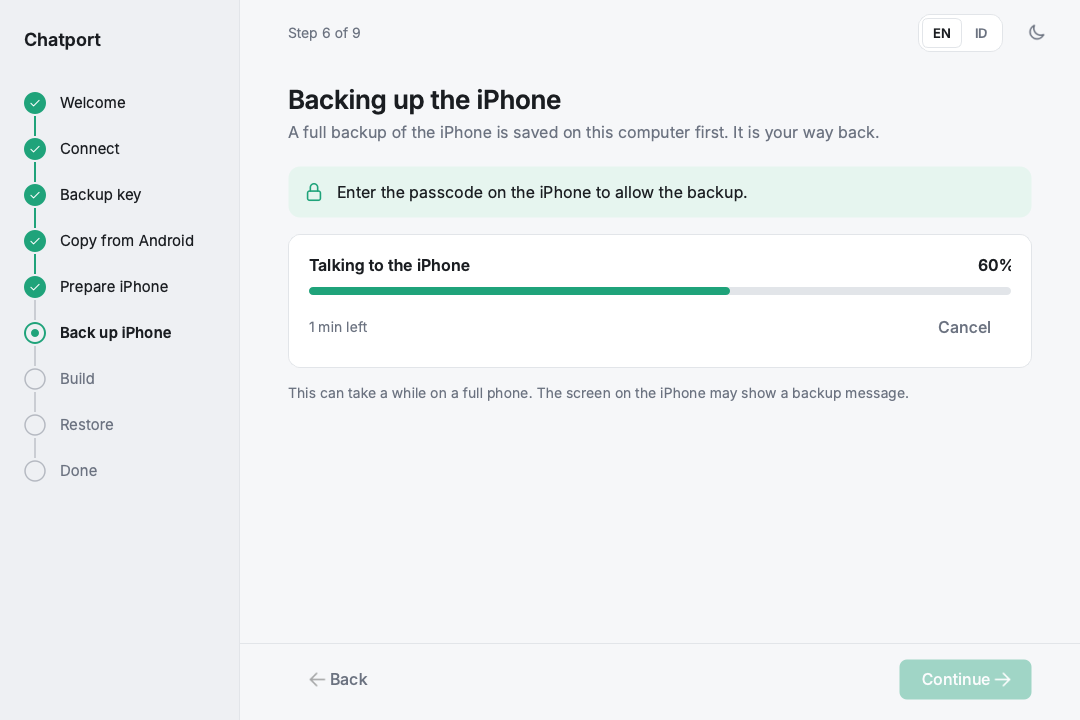 Chatport
Welcome
Connect
Backup key
Copy from Android
Prepare iPhone
Back up iPhone
Build
Restore
Done
Step 6 of 9
EN ID
Backing up the iPhone
A full backup of the iPhone is saved on this computer first. It is your way back.
Enter the passcode on the iPhone to allow the backup.
Talking to the iPhone 60%
1 min left Cancel
This can take a while on a full phone. The screen on the iPhone may show a backup message.
Back Continue